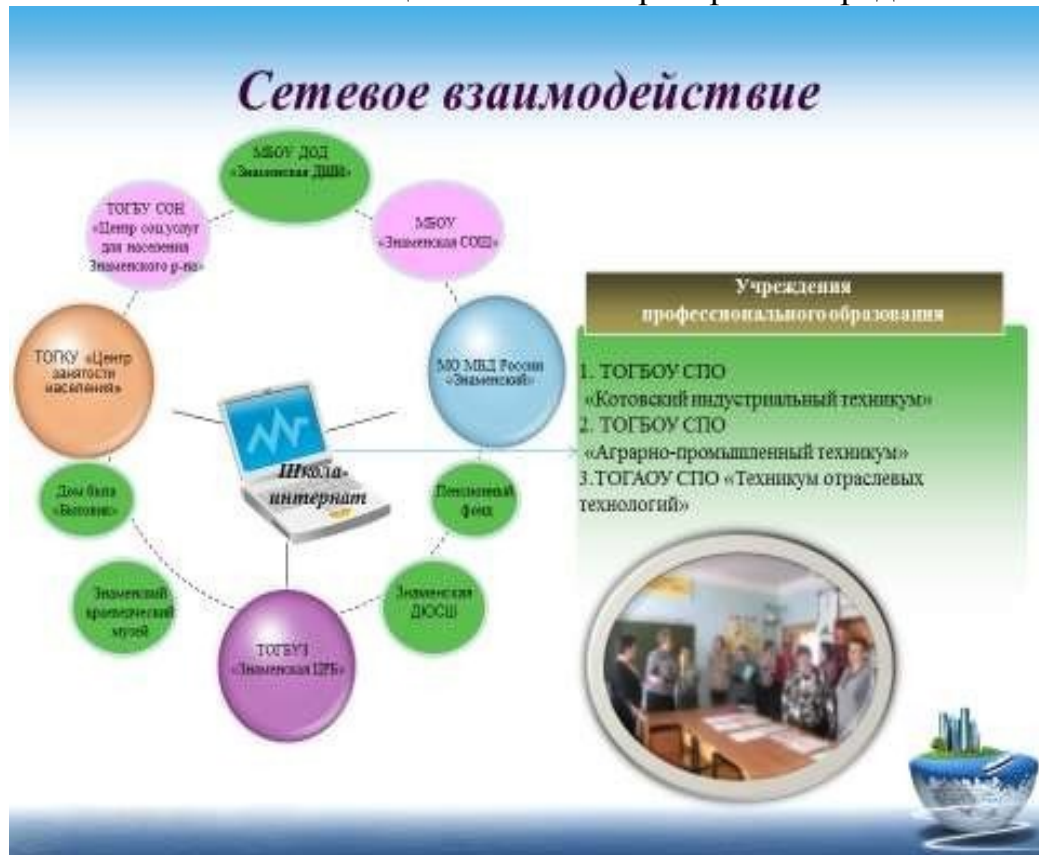 Сетевое взаимодействие
МБОУ ДОД
«Знаменская ДШИ»
ТОГБУ СОН
«Центр соц.услуг
для населения
Знаменского р-на»
МБОУ
«Знаменская СОШ»
ТОГКУ «Центр
занятости
населения»
МО МВД России
«Знаменский»
Школа-
интернат
Дом быта
«Бытовик»
Пенсионный
фонд
Знаменский
краеведческий
музей
Знаменская
ДЮСШ
ТОГБУЗ
«Знаменская ЦРБ»
Учреждения
профессионального образования
1. ТОГБОУ СПО
«Котовский индустриальный техникум»
2. ТОГБОУ СПО
«Аграрно-промышленный техникум»
3.ТОГАОУ СПО «Техникум отраслевых
технологий»